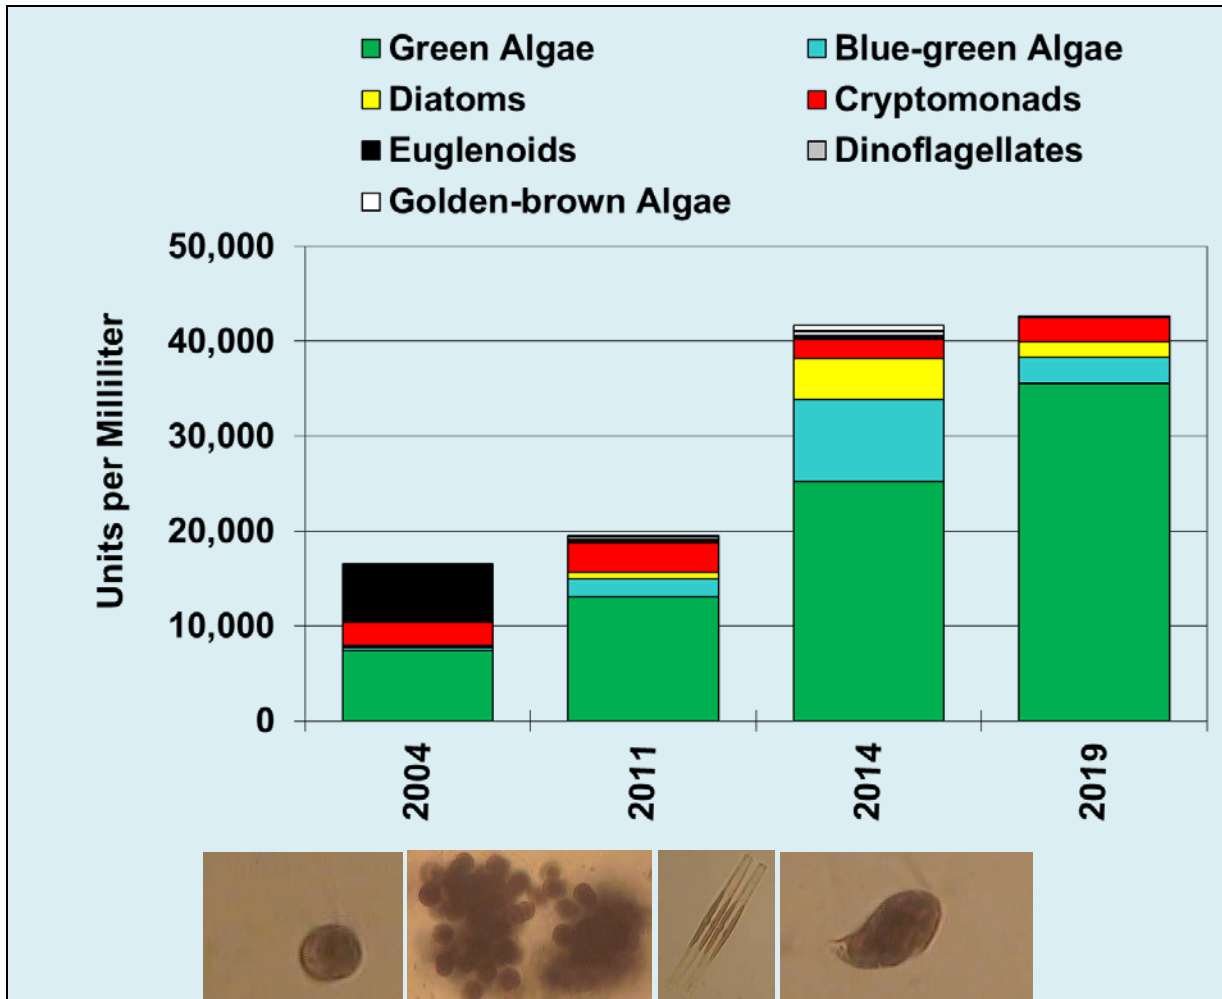 Green Algae
Blue-green Algae
Diatoms
Cryptomonads
Euglenoids
Dinoflagellates
Golden-brown Algae
50,000
40,000
30,000
20,000
10,000
0
Units per Milliliter
2004
2011
2014
2019